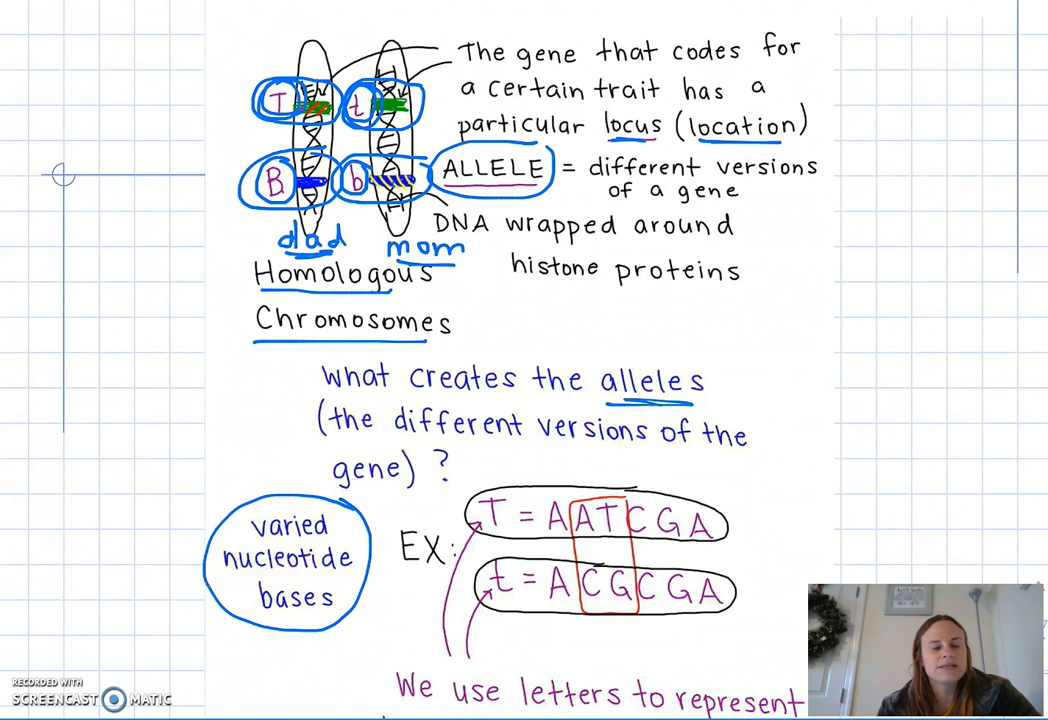 The gene that codes for
T t a certain trait has a
particular locus (location)
B b ALLELE = different versions
of a gene
DNA wrapped around
dad mom
Homologous histone proteins
Chromosomes
What creates the alleles
(the different versions of the
gene) ?
varied
nucleotide
bases
EX:
T = A A T C G A
t = A C G C G A
We use letters to represent
RECORDED WITH
SCREENCAST MATIC